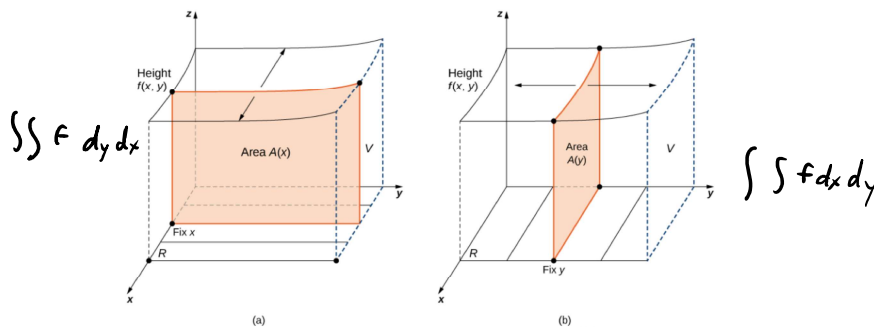 ∫∫ f dy dx
z
Height
f(x, y)
Area A(x)
V
y
Fix x
R
x
(a)
z
Height
f(x, y)
Area
A(y)
V
y
R
Fix y
x
(b)
∫ ∫ f dx dy